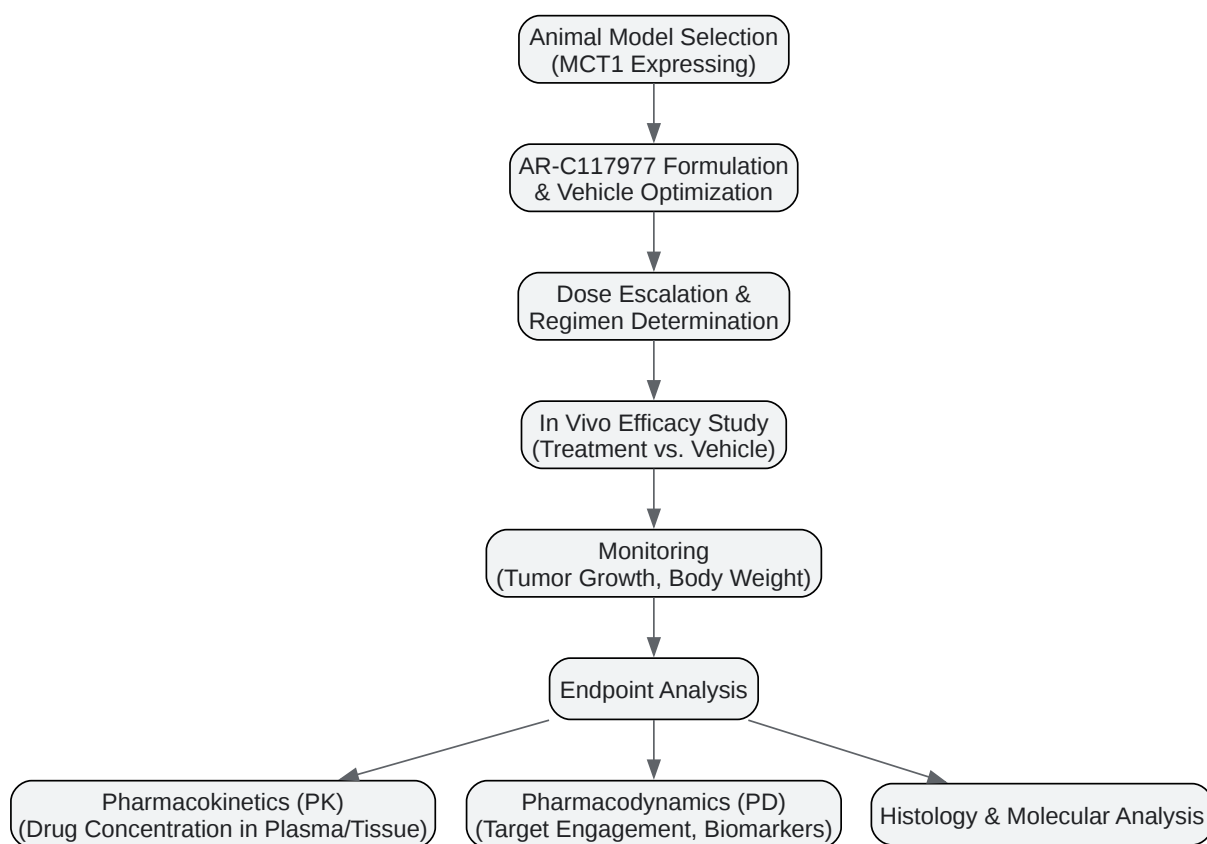 Animal Model Selection
(MCT1 Expressing)
AR-C117977 Formulation
& Vehicle Optimization
Dose Escalation &
Regimen Determination
In Vivo Efficacy Study
(Treatment vs. Vehicle)
Monitoring
(Tumor Growth, Body Weight)
Endpoint Analysis
Pharmacokinetics (PK)
(Drug Concentration in Plasma/Tissue)
Pharmacodynamics (PD)
(Target Engagement, Biomarkers)
Histology & Molecular Analysis